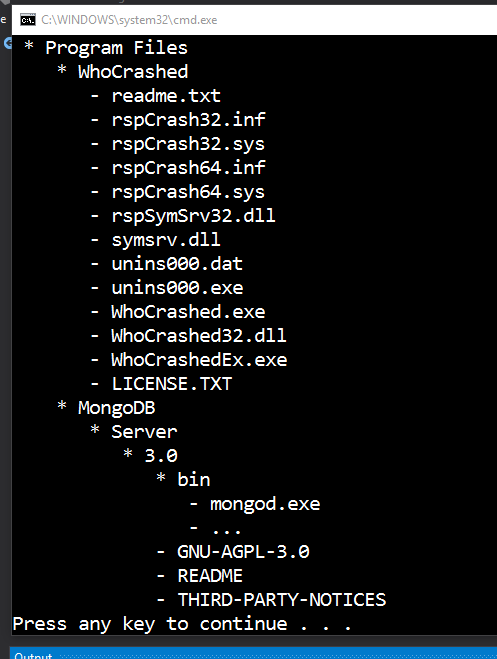 C:\WINDOWS\system32\cmd.exe
* Program Files
* WhoCrashed
- readme.txt
- rspCrash32.inf
- rspCrash32.sys
- rspCrash64.inf
- rspCrash64.sys
- rspSymSrv32.dll
- symsrv.dll
- unins000.dat
- unins000.exe
- WhoCrashed.exe
- WhoCrashed32.dll
- WhoCrashedEx.exe
- LICENSE.TXT
* MongoDB
* Server
* 3.0
* bin
- mongod.exe
- ...
- GNU-AGPL-3.0
- README
- THIRD-PARTY-NOTICES
Press any key to continue . . .
Output